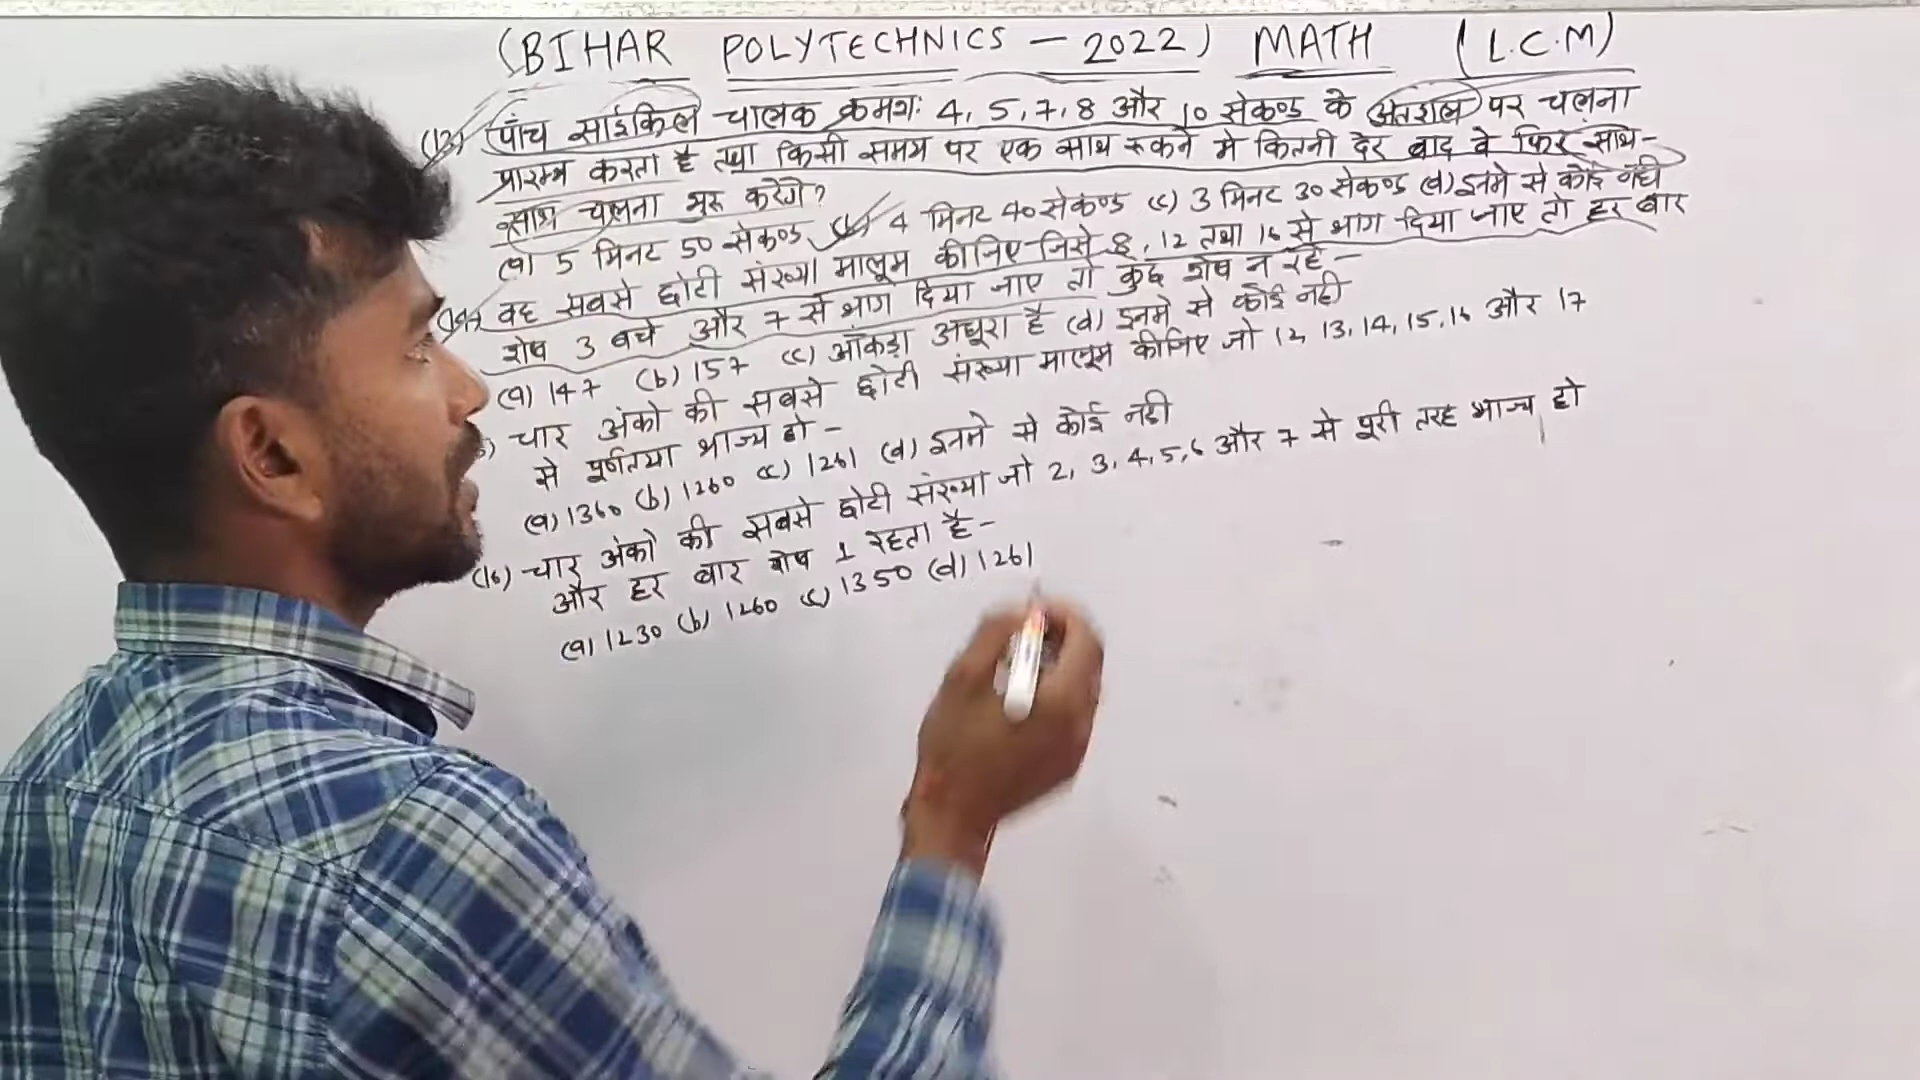 (BIHAR POLYTECHNICS - 2022) MATH (L.C.M)
(13) पाँच साईकिल चालक क्रमशः 4, 5, 7, 8 और 10 सेकण्ड के अंतराल पर चलना
प्रारम्भ करता है तथा किसी समय पर एक साथ रूकने मे कितनी देर बाद वे फिर साथ-
साथ चलना शुरू करेंगे?
(a) 5 मिनट 50 सेकण्ड (b) 4 मिनट 40 सेकण्ड (c) 3 मिनट 30 सेकण्ड (d) इनमे से कोई नही
(14) वह सबसे छोटी संख्या मालूम कीजिए जिसे 8, 12 तथा 16 से भाग दिया जाए तो हर बार
शेष 3 बचे और 7 से भाग दिया जाए तो कुछ शेष न रहे -
(a) 147 (b) 157 (c) आँकड़ा अधूरा है (d) इनमे से कोई नही
चार अंको की सबसे छोटी संख्या मालूम कीजिए जो 12, 13, 14, 15, 16 और 17
से पूर्णतया भाज्य हो -
(a) 1360 (b) 1260 (c) 1261 (d) इनमे से कोई नही
(16) चार अंको की सबसे छोटी संख्या जो 2, 3, 4, 5, 6 और 7 से पूरी तरह भाज्य हो
और हर बार शेष 1 रहता है -
(a) 1230 (b) 1260 (c) 1350 (d) 1261